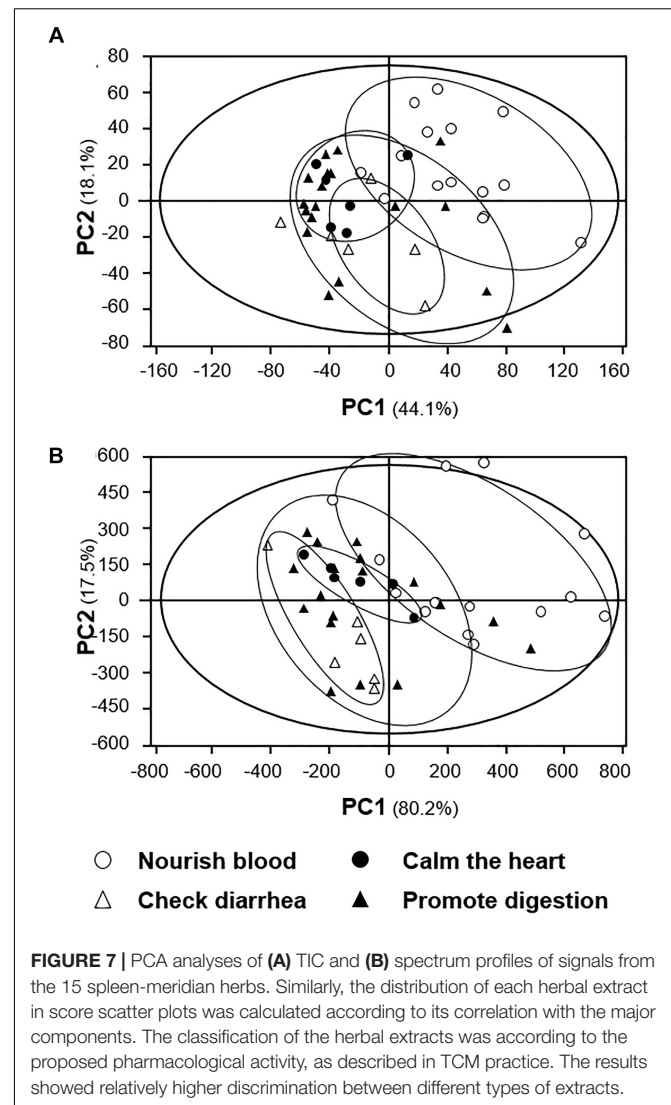 A
80
60
40
20
0
-20
-40
-60
-80
PC2 (18.1%)
-160 -120 -80 -40 0 40 80 120 160
PC1 (44.1%)
B
600
450
300
150
0
-150
-300
-450
-600
PC2 (17.5%)
-800 -600 -400 -200 0 200 400 600 800
PC1 (80.2%)
Nourish blood Calm the heart
Check diarrhea Promote digestion
FIGURE 7 | PCA analyses of (A) TIC and (B) spectrum profiles of signals from
the 15 spleen-meridian herbs. Similarly, the distribution of each herbal extract
in score scatter plots was calculated according to its correlation with the major
components. The classification of the herbal extracts was according to the
proposed pharmacological activity, as described in TCM practice. The results
showed relatively higher discrimination between different types of extracts.